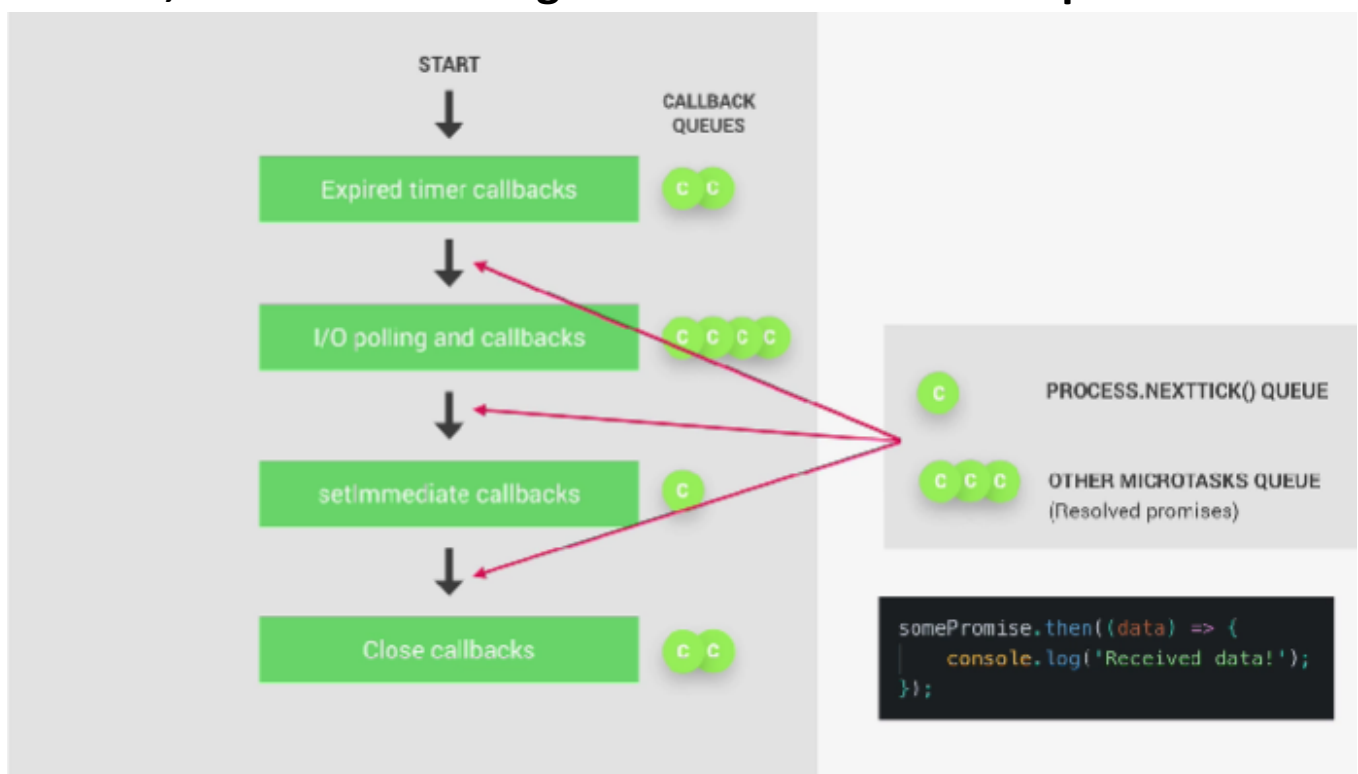 START
CALLBACK
QUEUES
Expired timer callbacks
C C
I/O polling and callbacks
C C C C
setImmediate callbacks
C
Close callbacks
C C
C
PROCESS.NEXTTICK() QUEUE
C C C
OTHER MICROTASKS QUEUE
(Resolved promises)
somePromise.then((data) => {
console.log('Received data!');
});